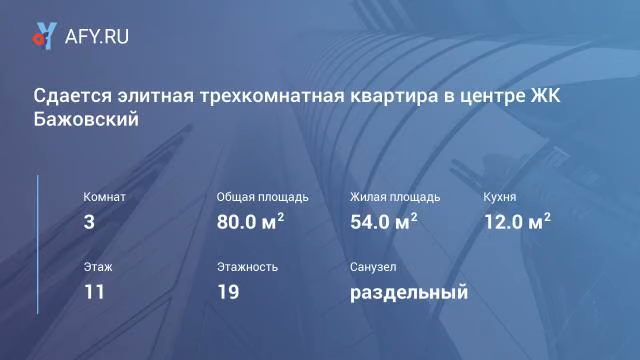 AFY.RU
Сдается элитная трехкомнатная квартира в центре ЖК
Бажовский
Комнат
3
Общая площадь
80.0 м²
Жилая площадь
54.0 м²
Кухня
12.0 м²
Этаж
11
Этажность
19
Санузел
раздельный